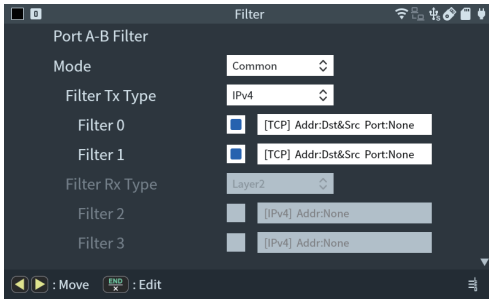 0 Filter
Port A-B Filter
Mode Common
Filter Tx Type IPv4
Filter 0 [TCP] Addr:Dst&Src Port:None
Filter 1 [TCP] Addr:Dst&Src Port:None
Filter Rx Type Layer2
Filter 2 [IPv4] Addr:None
Filter 3 [IPv4] Addr:None
: Move END × : Edit